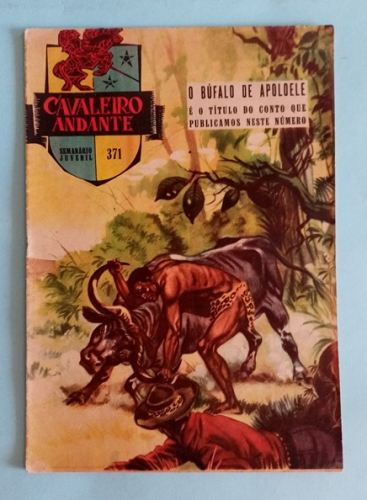 CAVALEIRO
ANDANTE
SEMANÁRIO
JUVENIL
371
O BÚFALO DE APOLOELE
É O TÍTULO DO CONTO QUE
PUBLICAMOS NESTE NÚMERO